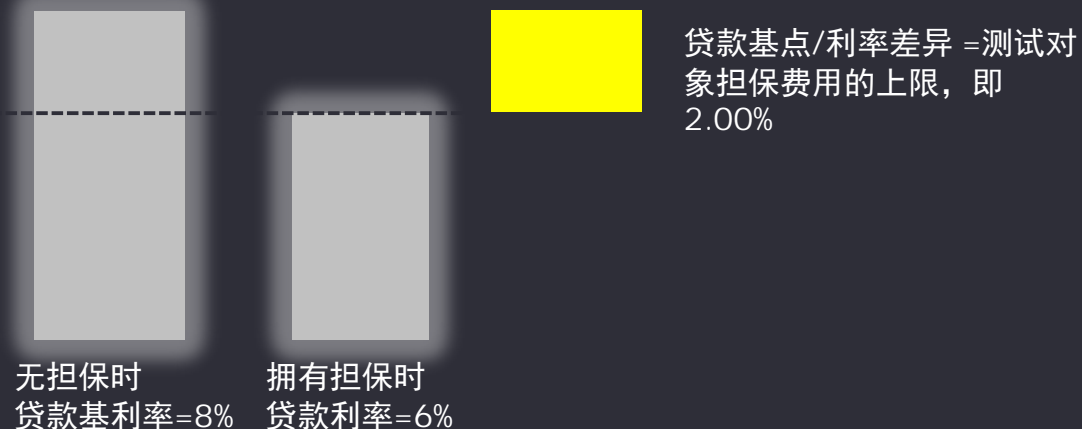 贷款基点/利率差异 =测试对
象担保费用的上限，即
2.00%
无担保时
贷款基利率=8%
拥有担保时
贷款利率=6%